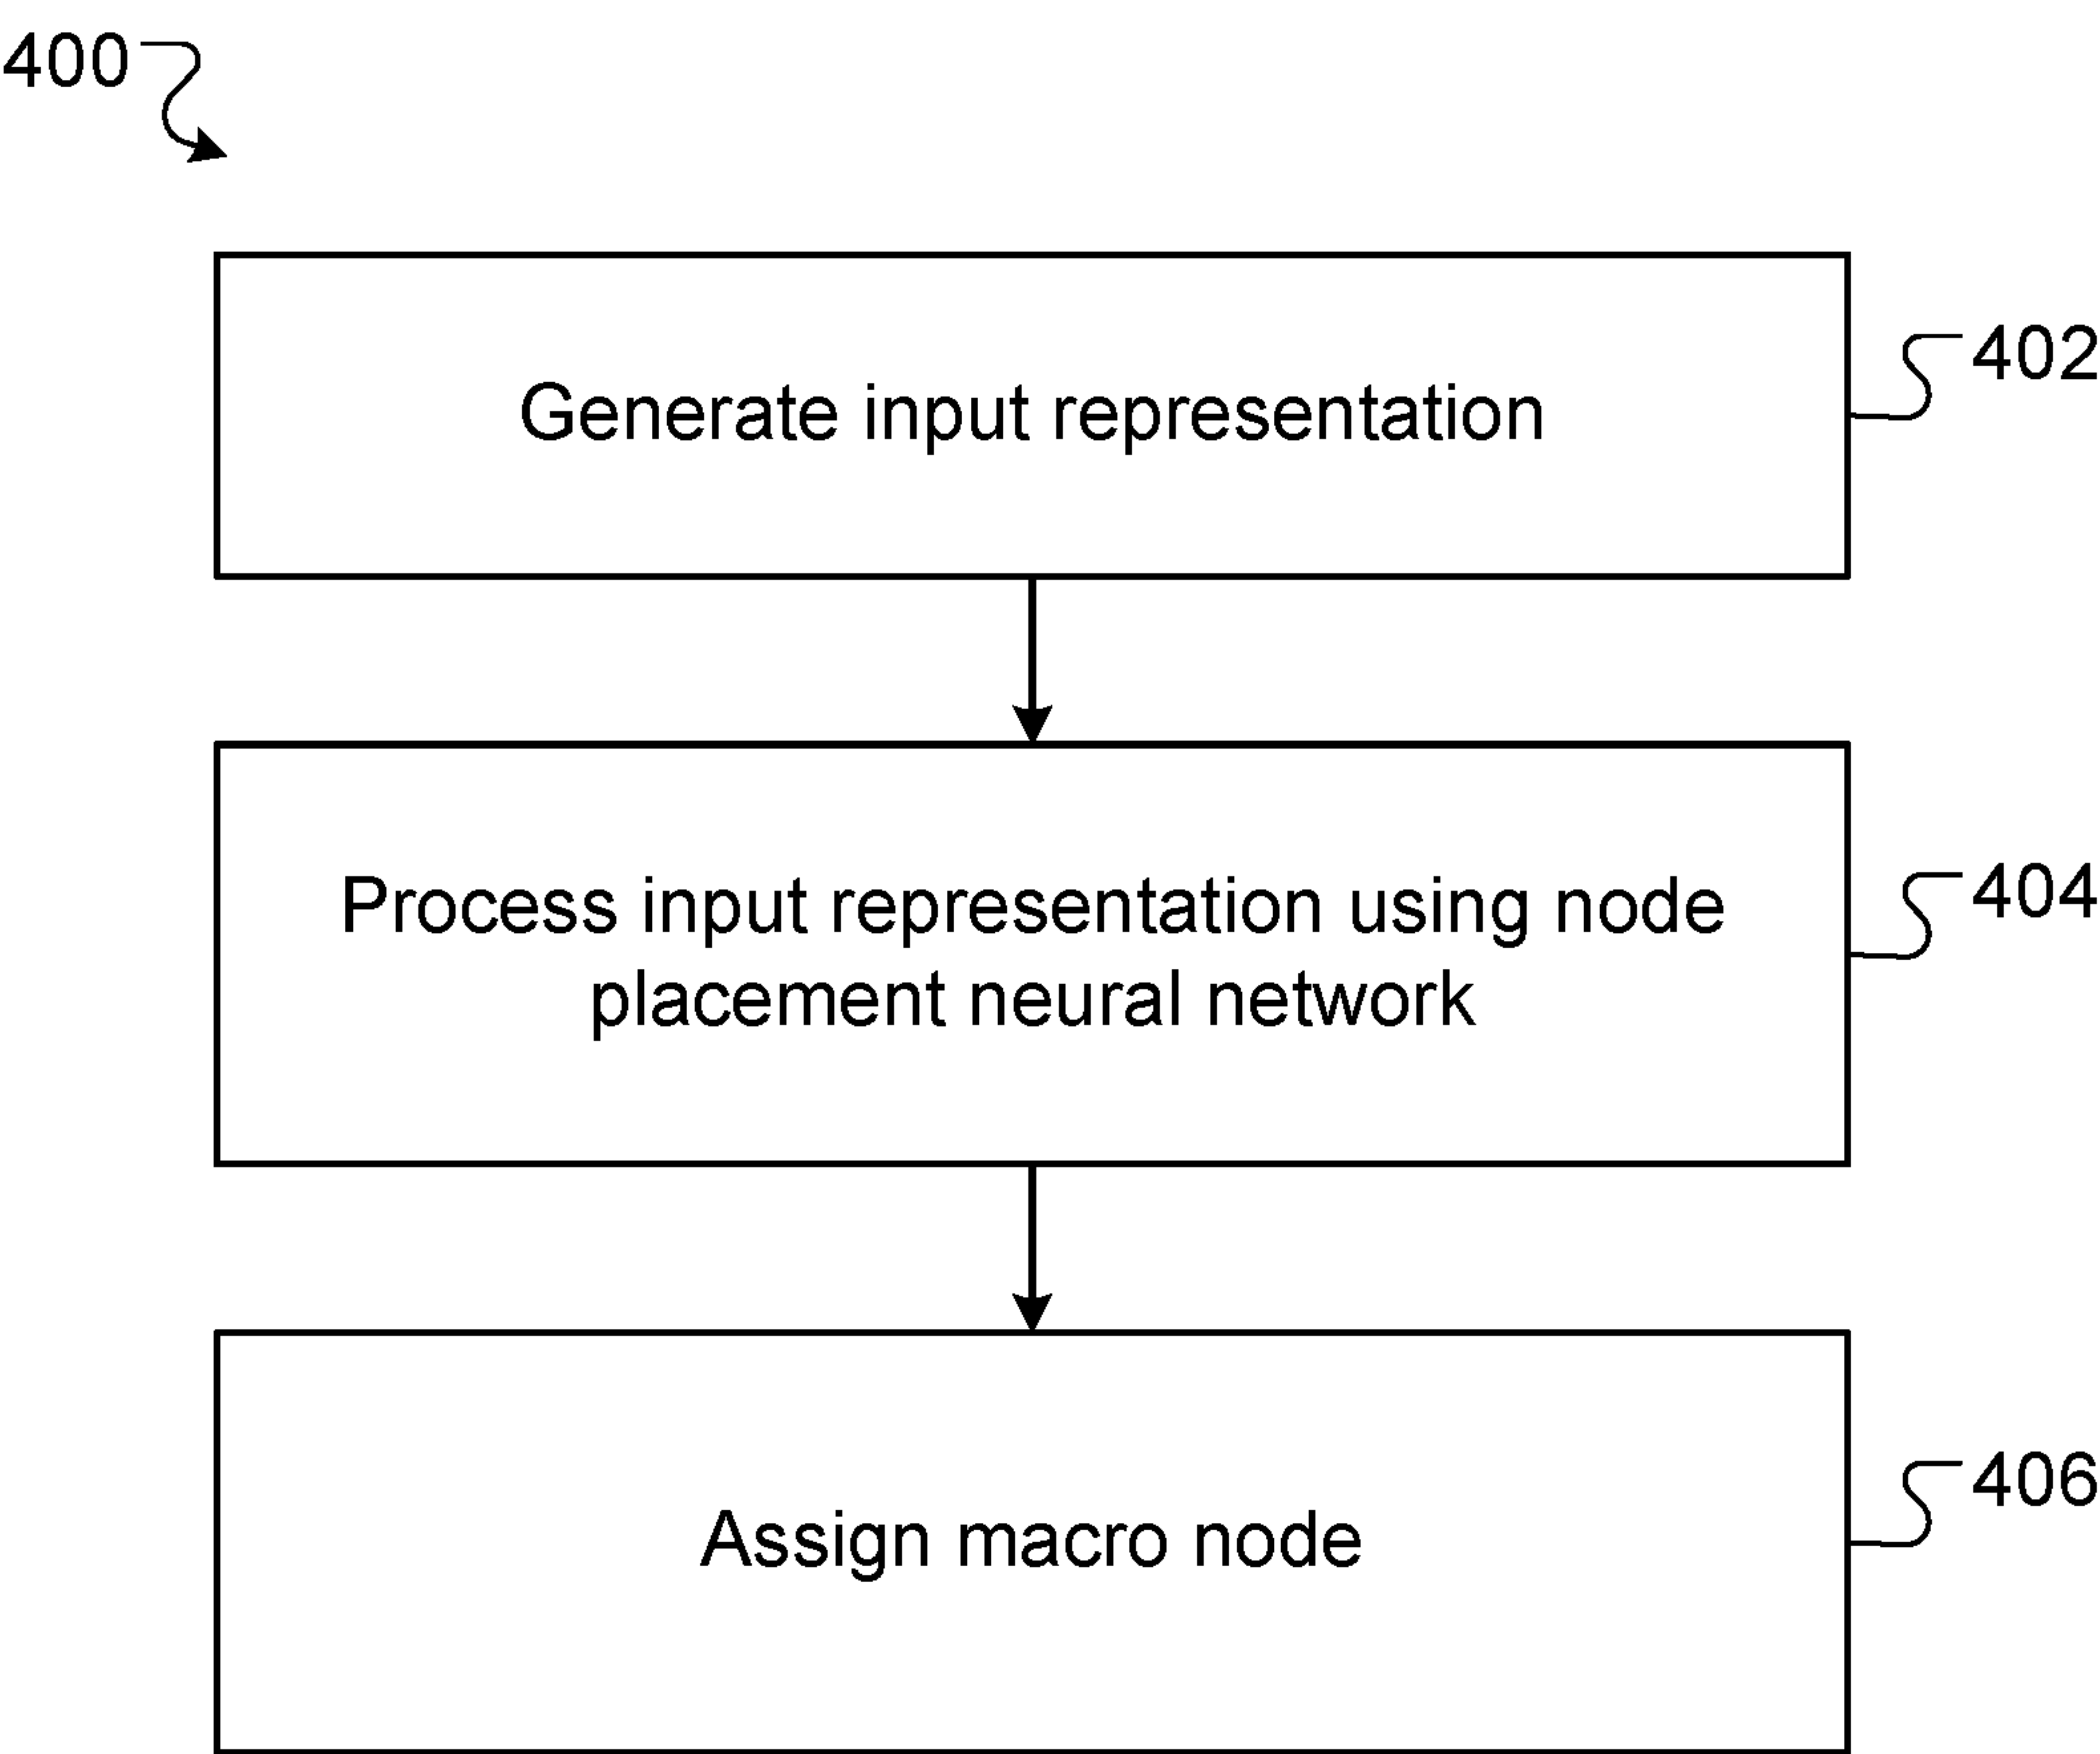 400
Generate input representation
402
Process input representation using node
placement neural network
404
Assign macro node
406